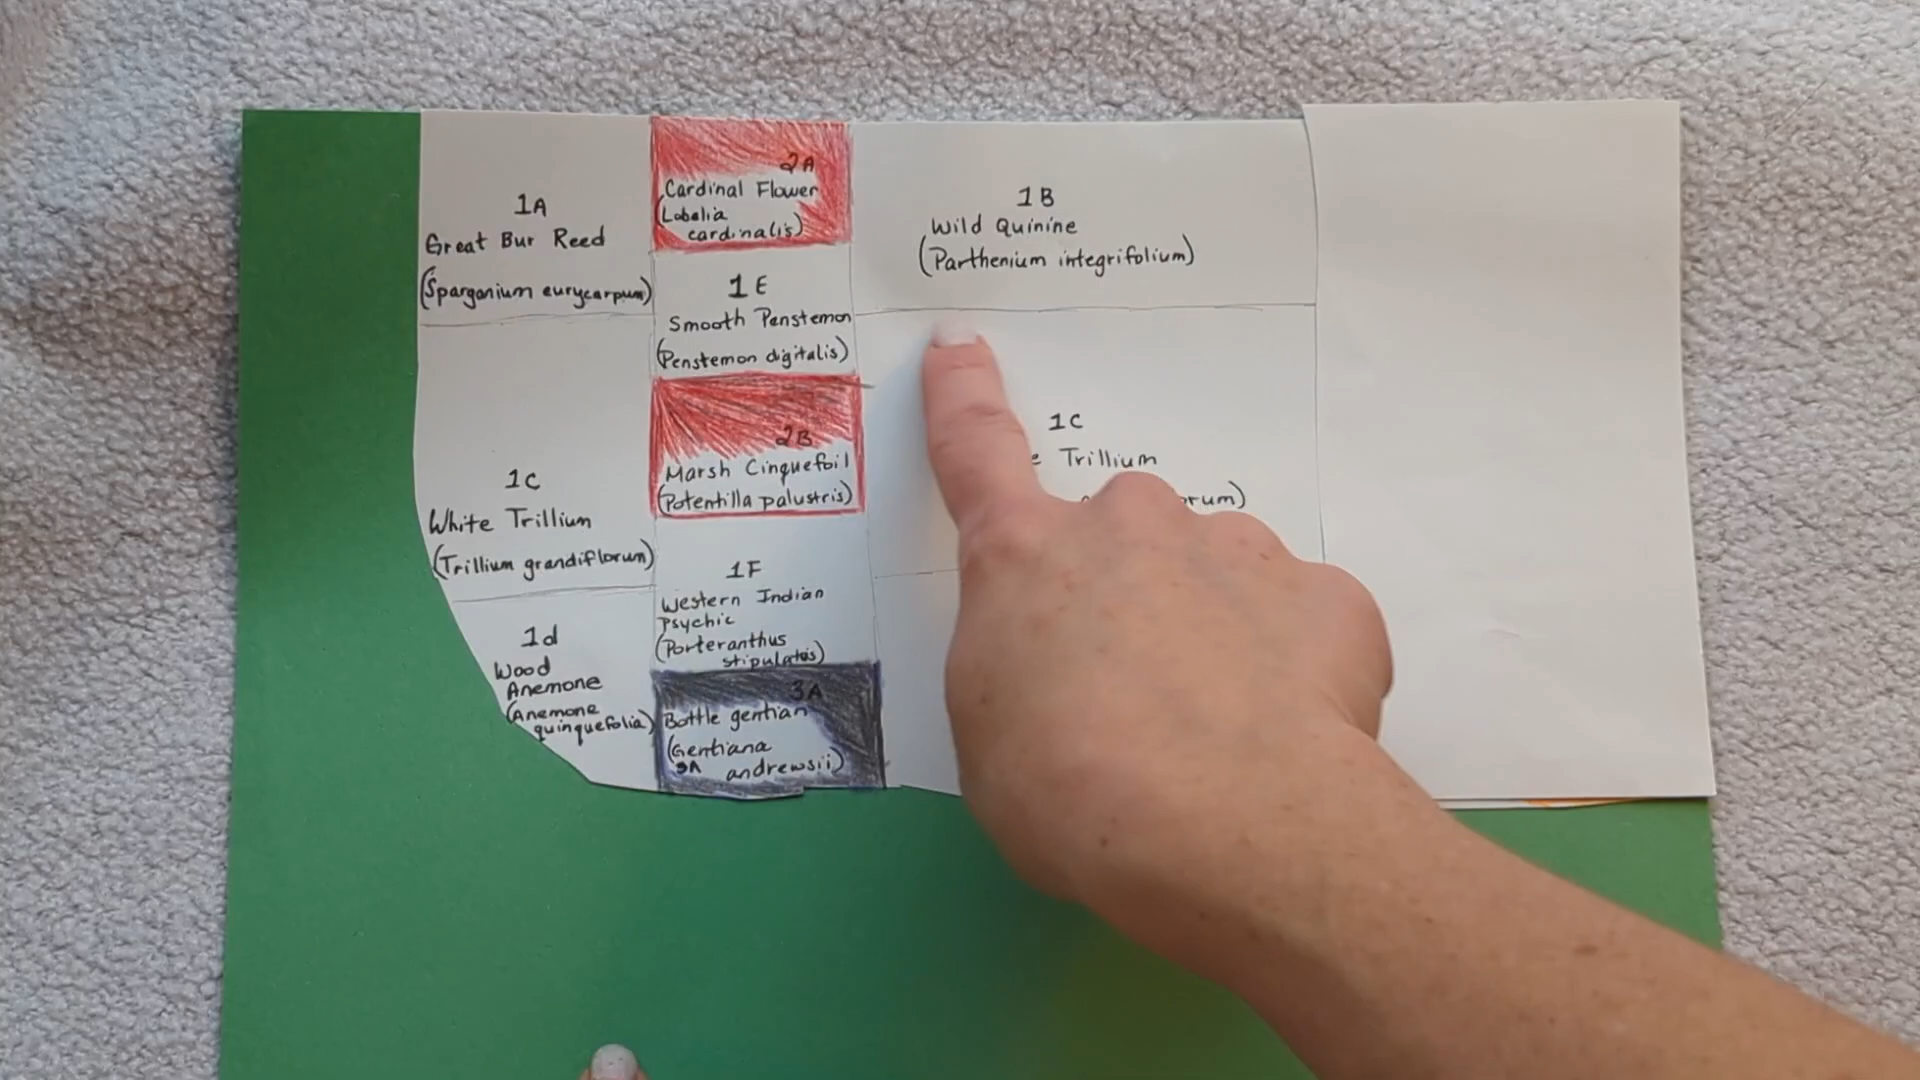 1A
Great Bur Reed
(Sparganium eurycarpum)
1C
White Trillium
(Trillium grandiflorum)
1d
Wood
Anemone
(Anemone
quinquefolia)
2A
Cardinal Flower
(Lobelia
cardinalis)
1E
Smooth Penstemon
(Penstemon digitalis)
2B
Marsh Cinquefoil
(Potentilla palustris)
1F
Western Indian
Psychic
(Porteranthus
stipulatus)
3A
Bottle gentian
(Gentiana
3A andrewsii)
1B
Wild Quinine
(Parthenium integrifolium)
1C
e Trillium
orum)